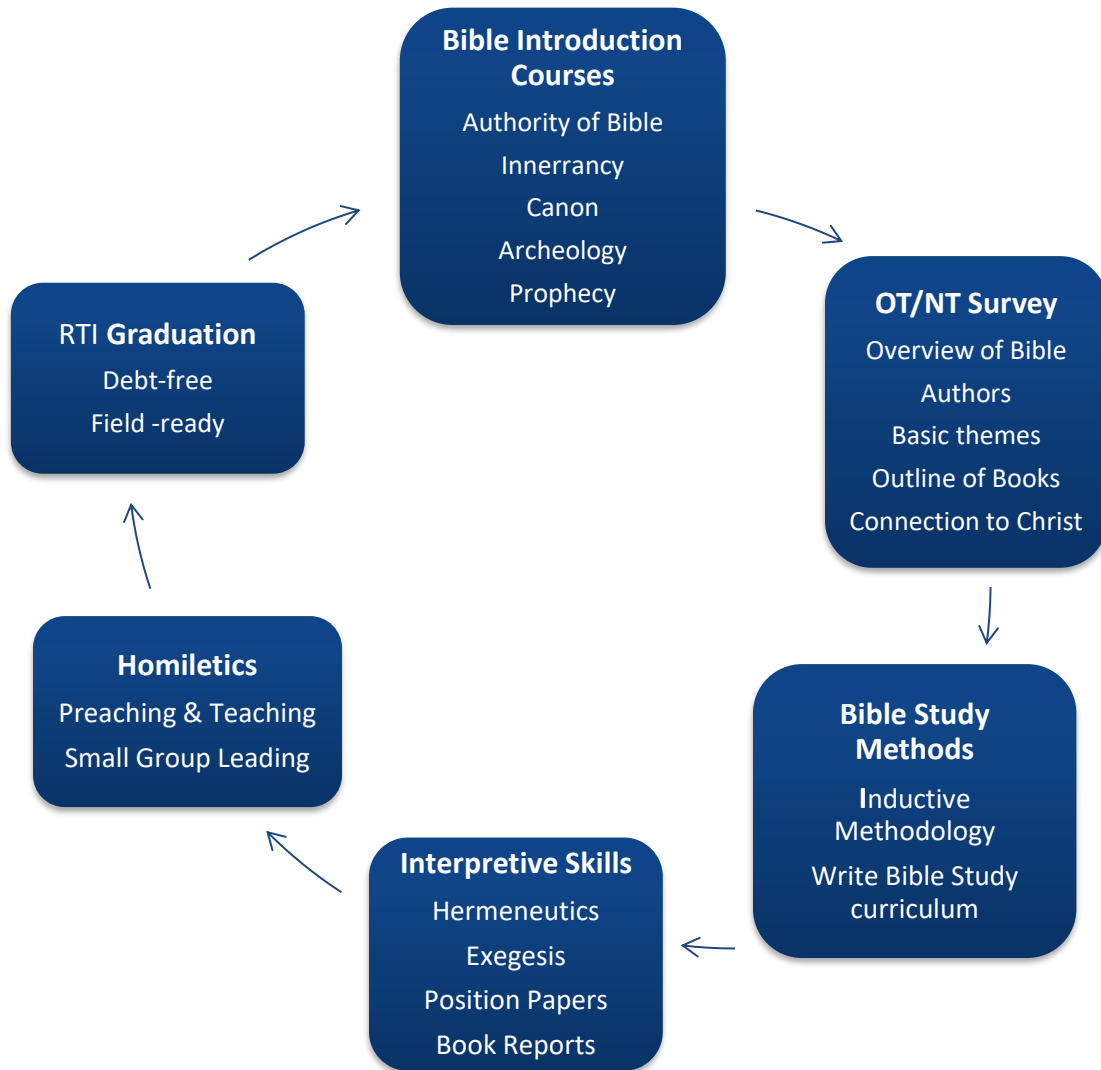 Bible Introduction
Courses
Authority of Bible
Innerrancy
Canon
Archeology
Prophecy
OT/NT Survey
Overview of Bible
Authors
Basic themes
Outline of Books
Connection to Christ
Bible Study
Methods
Inductive
Methodology
Write Bible Study
curriculum
Interpretive Skills
Hermeneutics
Exegesis
Position Papers
Book Reports
Homiletics
Preaching & Teaching
Small Group Leading
RTI Graduation
Debt-free
Field -ready